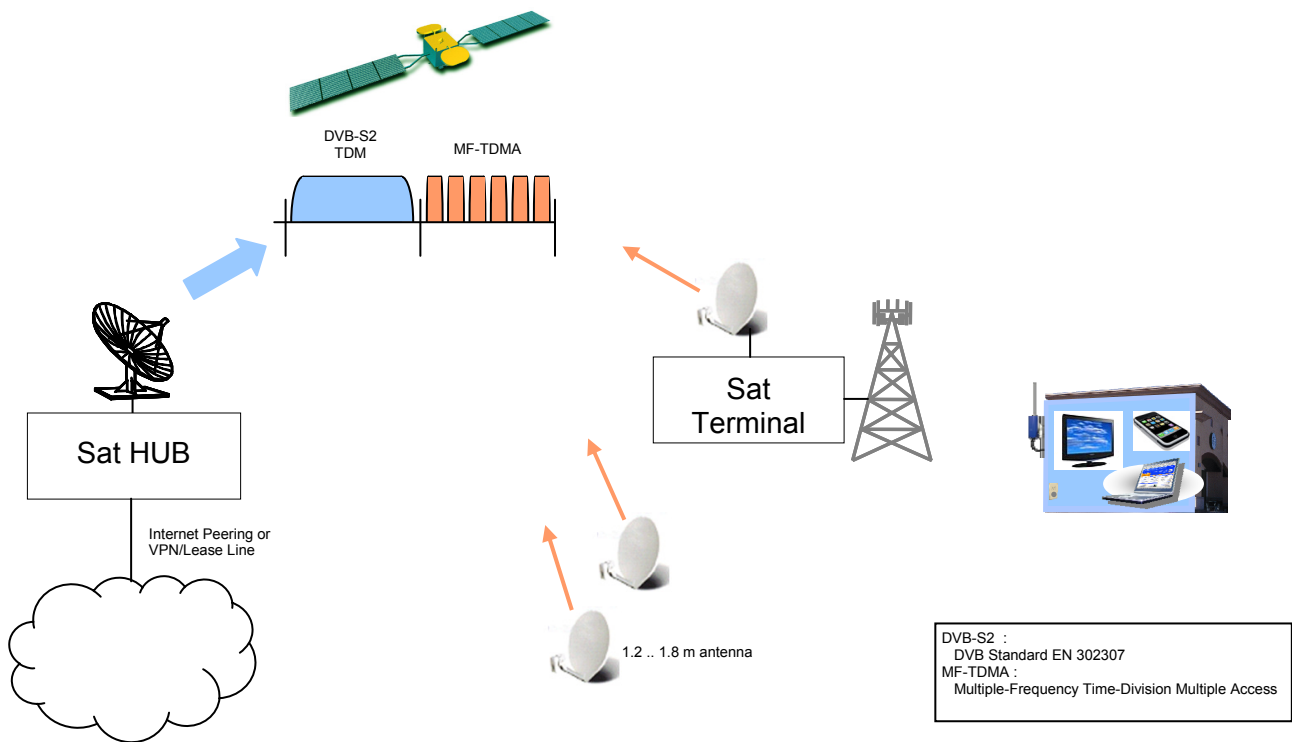 DVB-S2
TDM
MF-TDMA
Sat
Terminal
Sat HUB
Internet Peering or
VPN/Lease Line
1.2 .. 1.8 m antenna
DVB-S2 :
DVB Standard EN 302307
MF-TDMA :
Multiple-Frequency Time-Division Multiple Access